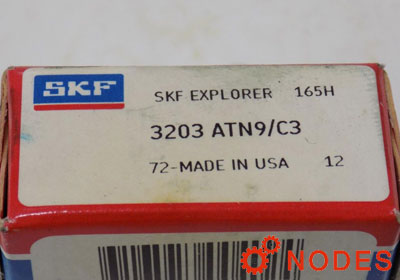 SKF
SKF EXPLORER 165H
3203 ATN9/C3
72-MADE IN USA 12
NODES